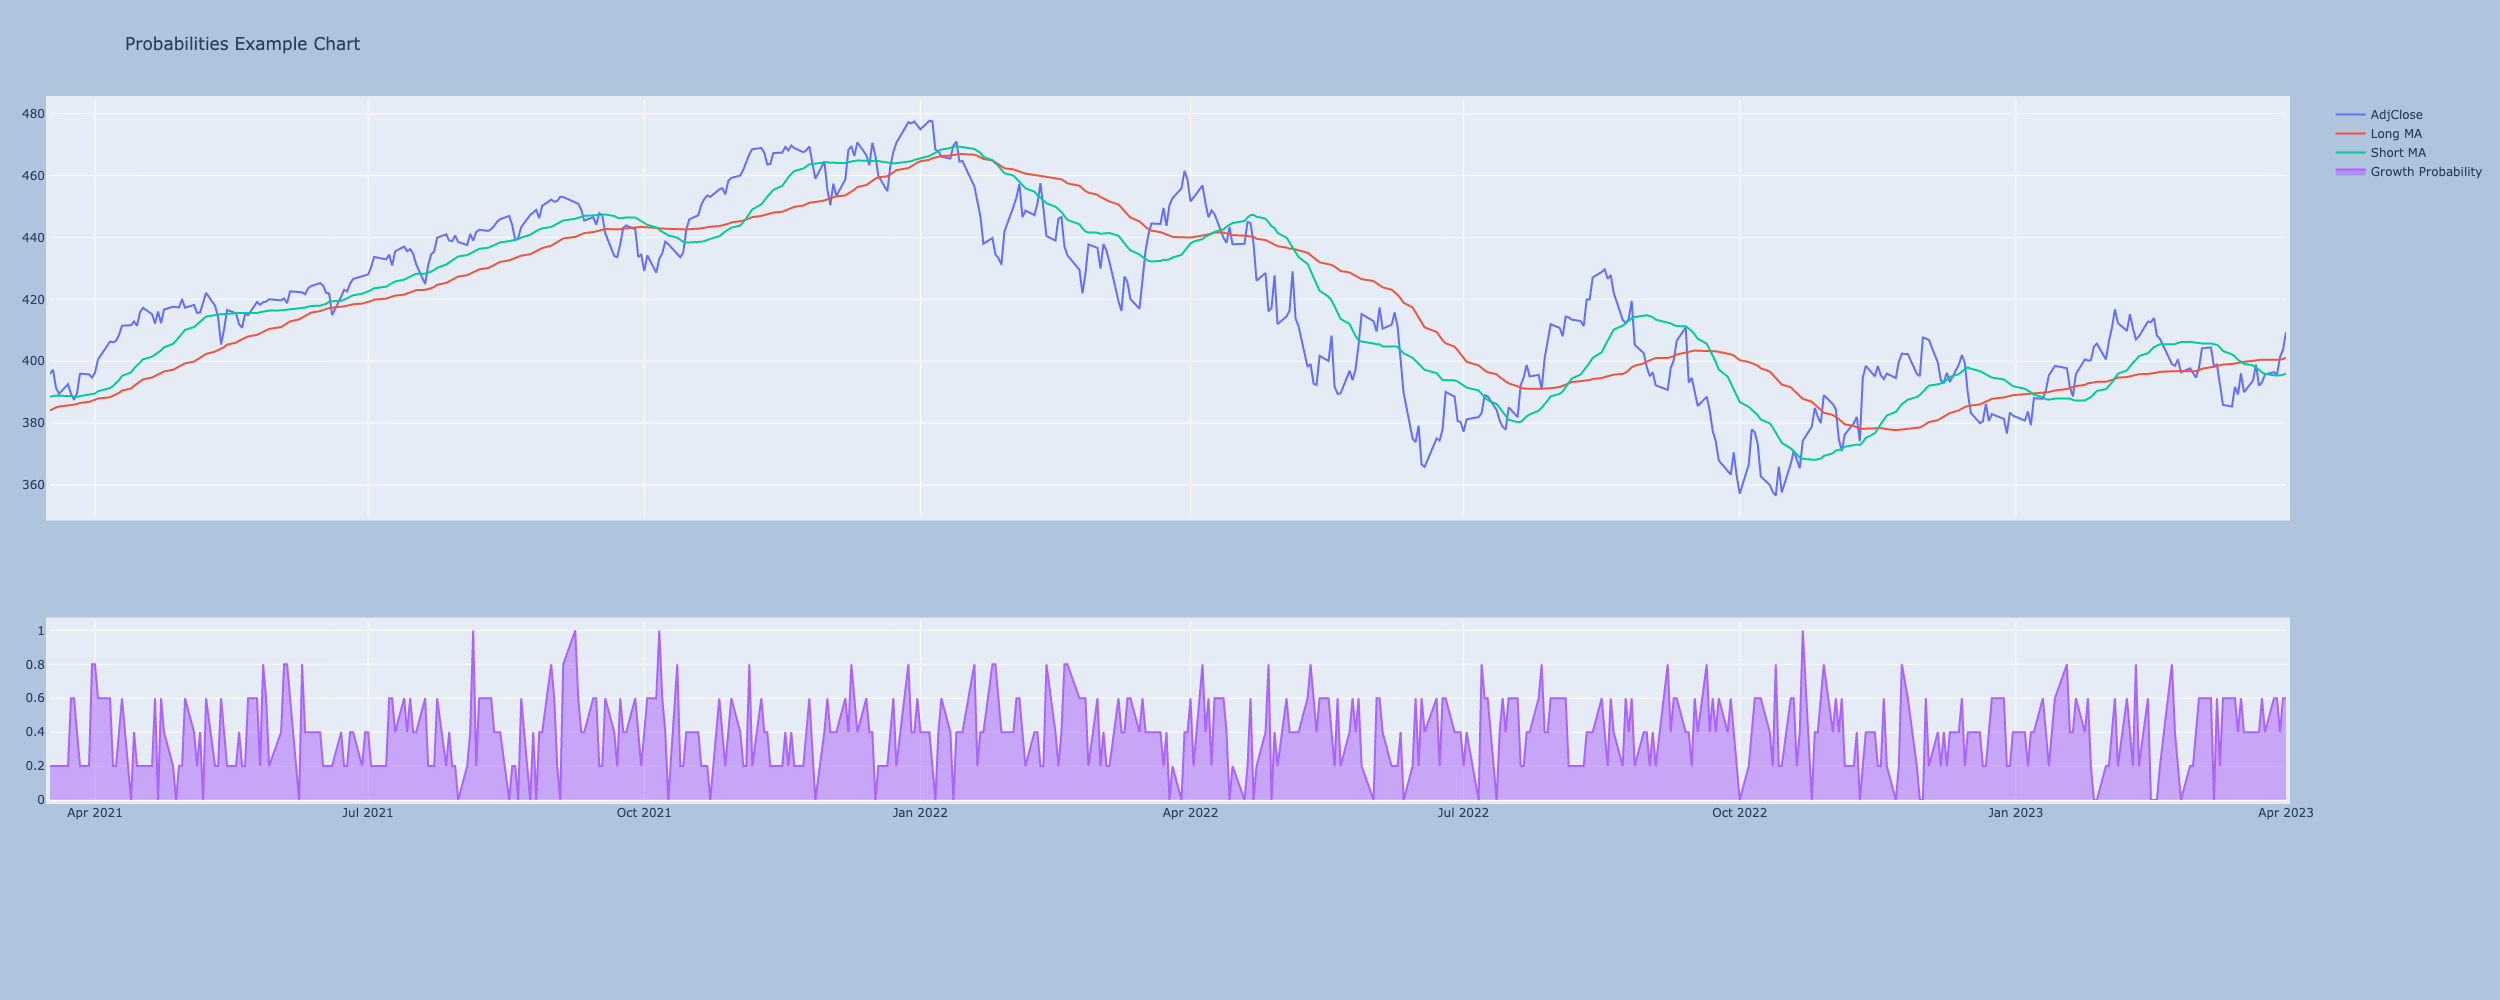 Probabilities Example Chart
480
460
440
420
400
380
360
AdjClose
Long MA
Short MA
Growth Probability
1
0.8
0.6
0.4
0.2
0
Apr 2021 Jul 2021 Oct 2021 Jan 2022 Apr 2022 Jul 2022 Oct 2022 Jan 2023 Apr 2023